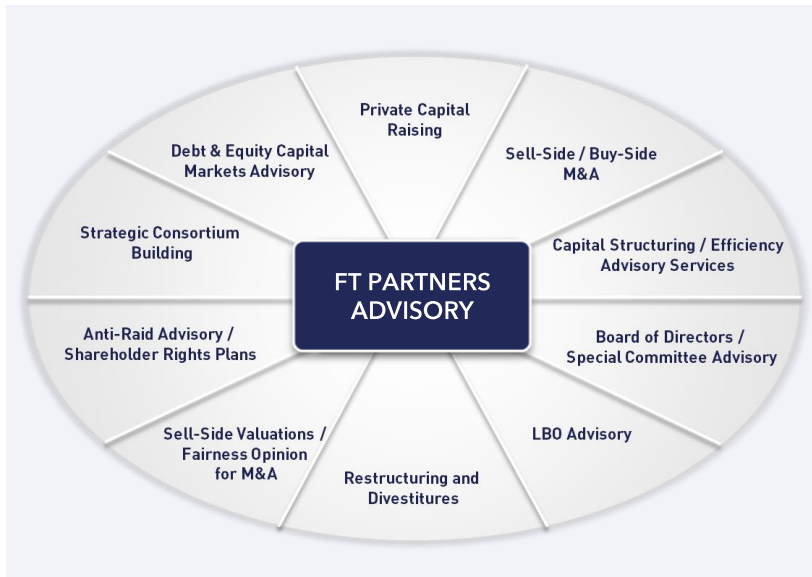 Private Capital
Raising
Sell-Side / Buy-Side
M&A
Capital Structuring / Efficiency
Advisory Services
Board of Directors /
Special Committee Advisory
LBO Advisory
Restructuring and
Divestitures
Sell-Side Valuations /
Fairness Opinion
for M&A
Anti-Raid Advisory /
Shareholder Rights Plans
Strategic Consortium
Building
Debt & Equity Capital
Markets Advisory
FT PARTNERS
ADVISORY